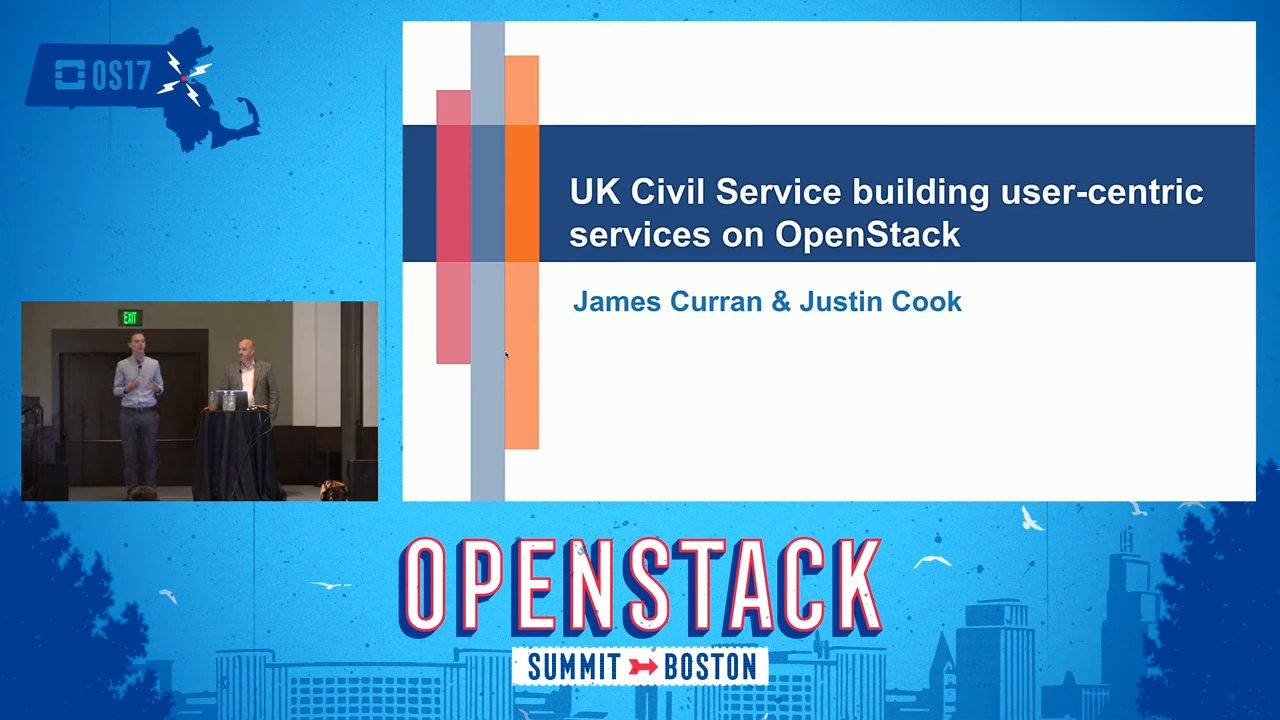 OS17
EXIT
UK Civil Service building user-centric
services on OpenStack
James Curran & Justin Cook
OPENSTACK
SUMMIT BOSTON